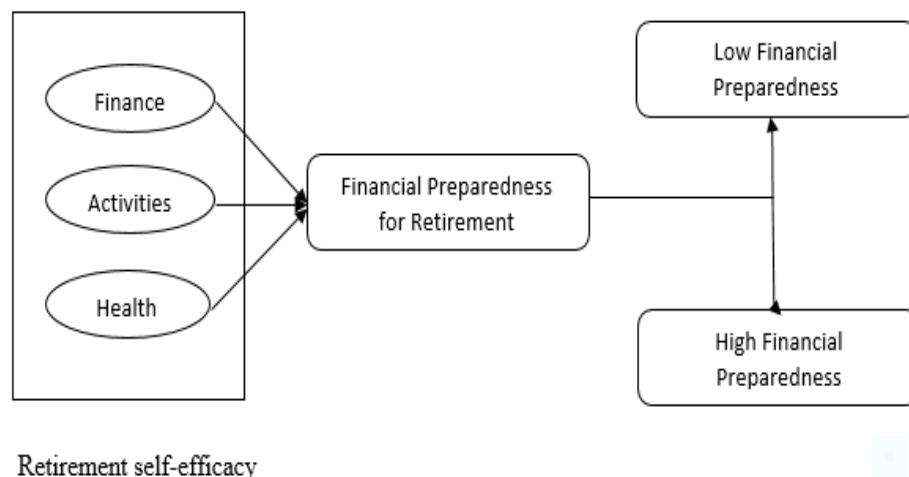 Finance
Activities
Health
Financial Preparedness
for Retirement
Low Financial
Preparedness
High Financial
Preparedness
Retirement self-efficacy